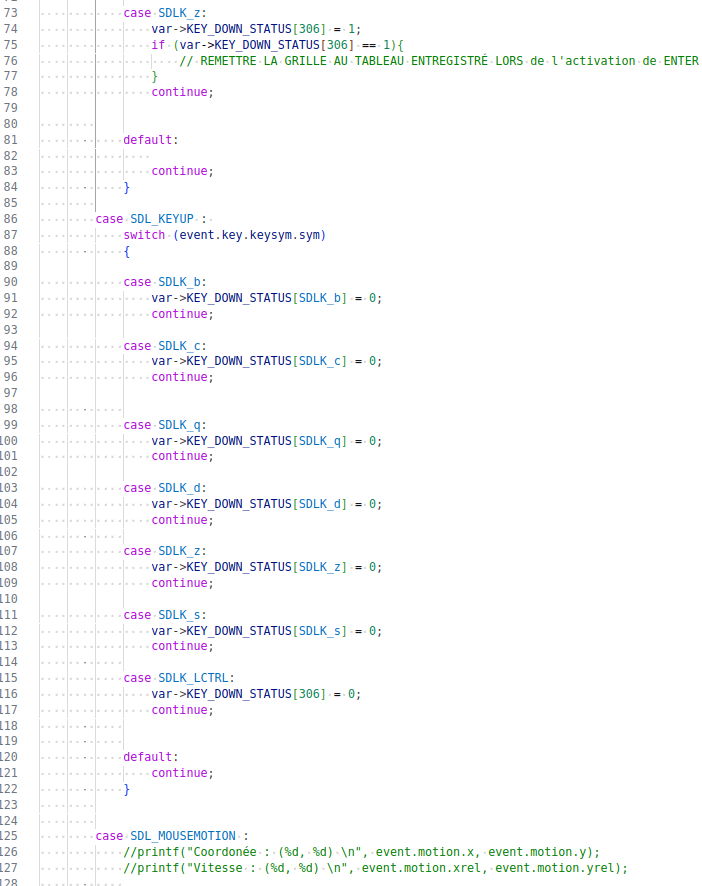 73 case SDLK_z:
74 var->KEY_DOWN_STATUS[306] = 1;
75 if (var->KEY_DOWN_STATUS[306] == 1){
76 // REMETTRE LA GRILLE AU TABLEAU ENTREGISTRÉ LORS de l'activation de ENTER
77 }
78 continue;
79
80
81 default:
82
83 continue;
84 }
85
86 case SDL_KEYUP :
87 switch (event.key.keysym.sym)
88 {
89
90 case SDLK_b:
91 var->KEY_DOWN_STATUS[SDLK_b] = 0;
92 continue;
93
94 case SDLK_c:
95 var->KEY_DOWN_STATUS[SDLK_c] = 0;
96 continue;
97
98
99 case SDLK_q:
100 var->KEY_DOWN_STATUS[SDLK_q] = 0;
101 continue;
102
103 case SDLK_d:
104 var->KEY_DOWN_STATUS[SDLK_d] = 0;
105 continue;
106
107 case SDLK_z:
108 var->KEY_DOWN_STATUS[SDLK_z] = 0;
109 continue;
110
111 case SDLK_s:
112 var->KEY_DOWN_STATUS[SDLK_s] = 0;
113 continue;
114
115 case SDLK_LCTRL:
116 var->KEY_DOWN_STATUS[306] = 0;
117 continue;
118
119
120 default:
121 continue;
122 }
123
124
125 case SDL_MOUSEMOTION :
126 //printf("Coordonée : (%d, %d) \n", event.motion.x, event.motion.y);
127 //printf("Vitesse : (%d, %d) \n", event.motion.xrel, event.motion.yrel);
128